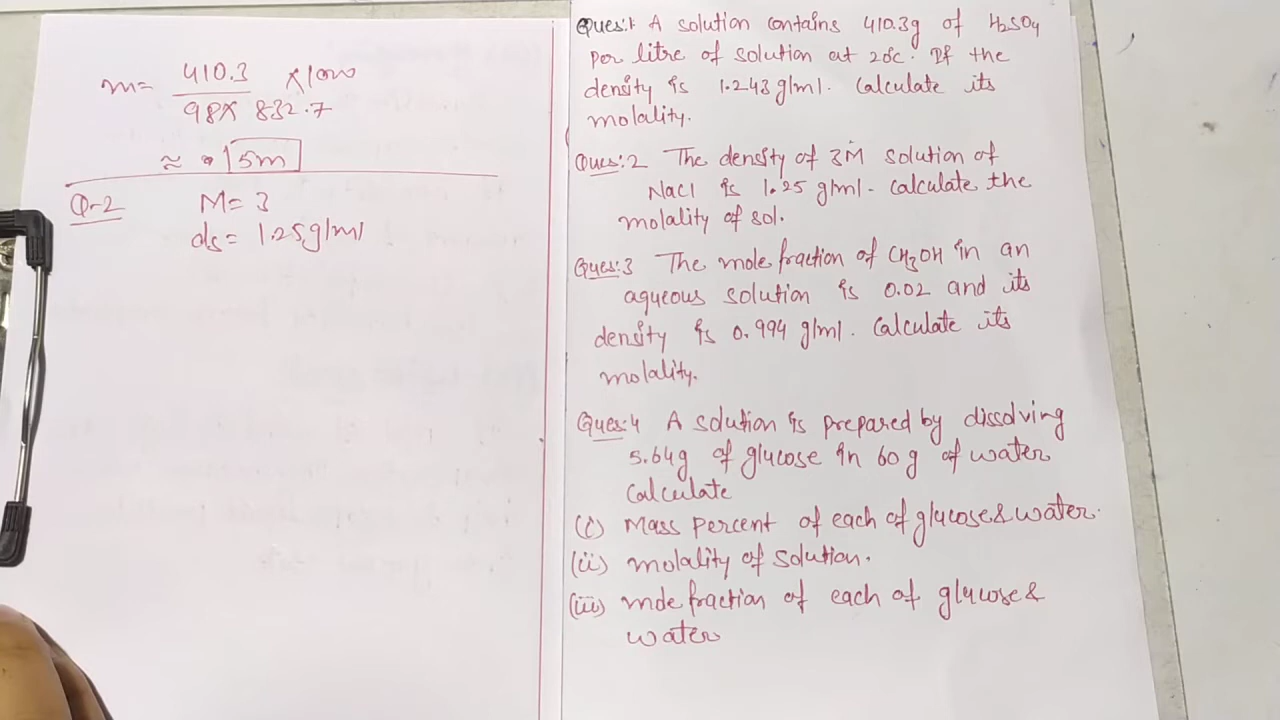 m= 410.3 ×1000
98× 832.7
≈ 5m
Q-2 M= 3
ds= 1.25g/ml
Ques:1 A solution contains 410.3g of H₂SO₄
per litre of solution at 20°c. If the
density is 1.243 g/ml. Calculate its
molality.
Ques:2 The density of 3M solution of
NaCl is 1.25 g/ml. calculate the
molality of sol.
Ques:3 The mole fraction of CH₃OH in an
aqueous solution is 0.02 and its
density is 0.994 g/ml. Calculate its
molality.
Ques:4 A solution is prepared by dissolving
5.64g of glucose in 60 g of water
Calculate
(i) Mass percent of each of glucose & water.
(ii) molality of solution.
(iii) mole fraction of each of glucose &
water